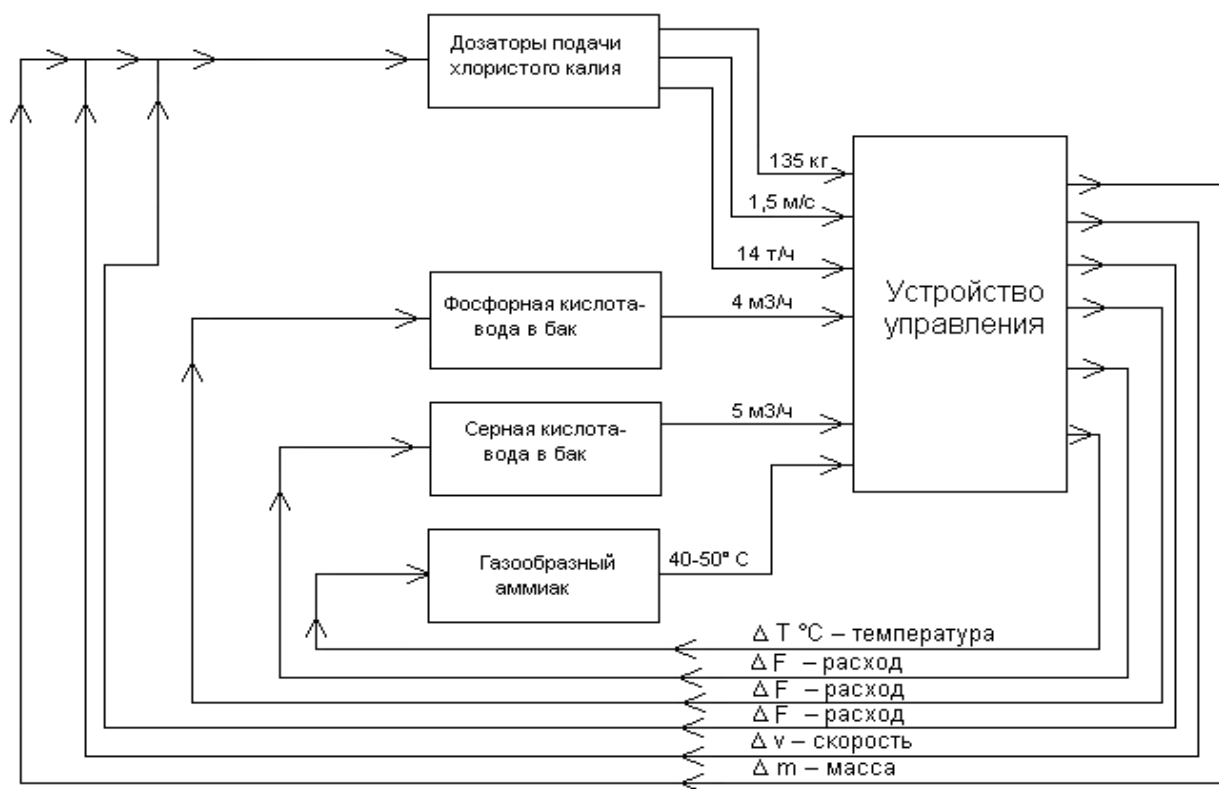 Дозаторы подачи
хлористого калия
135 кг
1,5 м/с
14 т/ч
Устройство
управления
Фосфорная кислота-
вода в бак
4 м3/ч
Серная кислота-
вода в бак
5 м3/ч
Газообразный
аммиак
40-50° С
Δ T °C – температура
Δ F – расход
Δ F – расход
Δ F – расход
Δ v – скорость
Δ m – масса